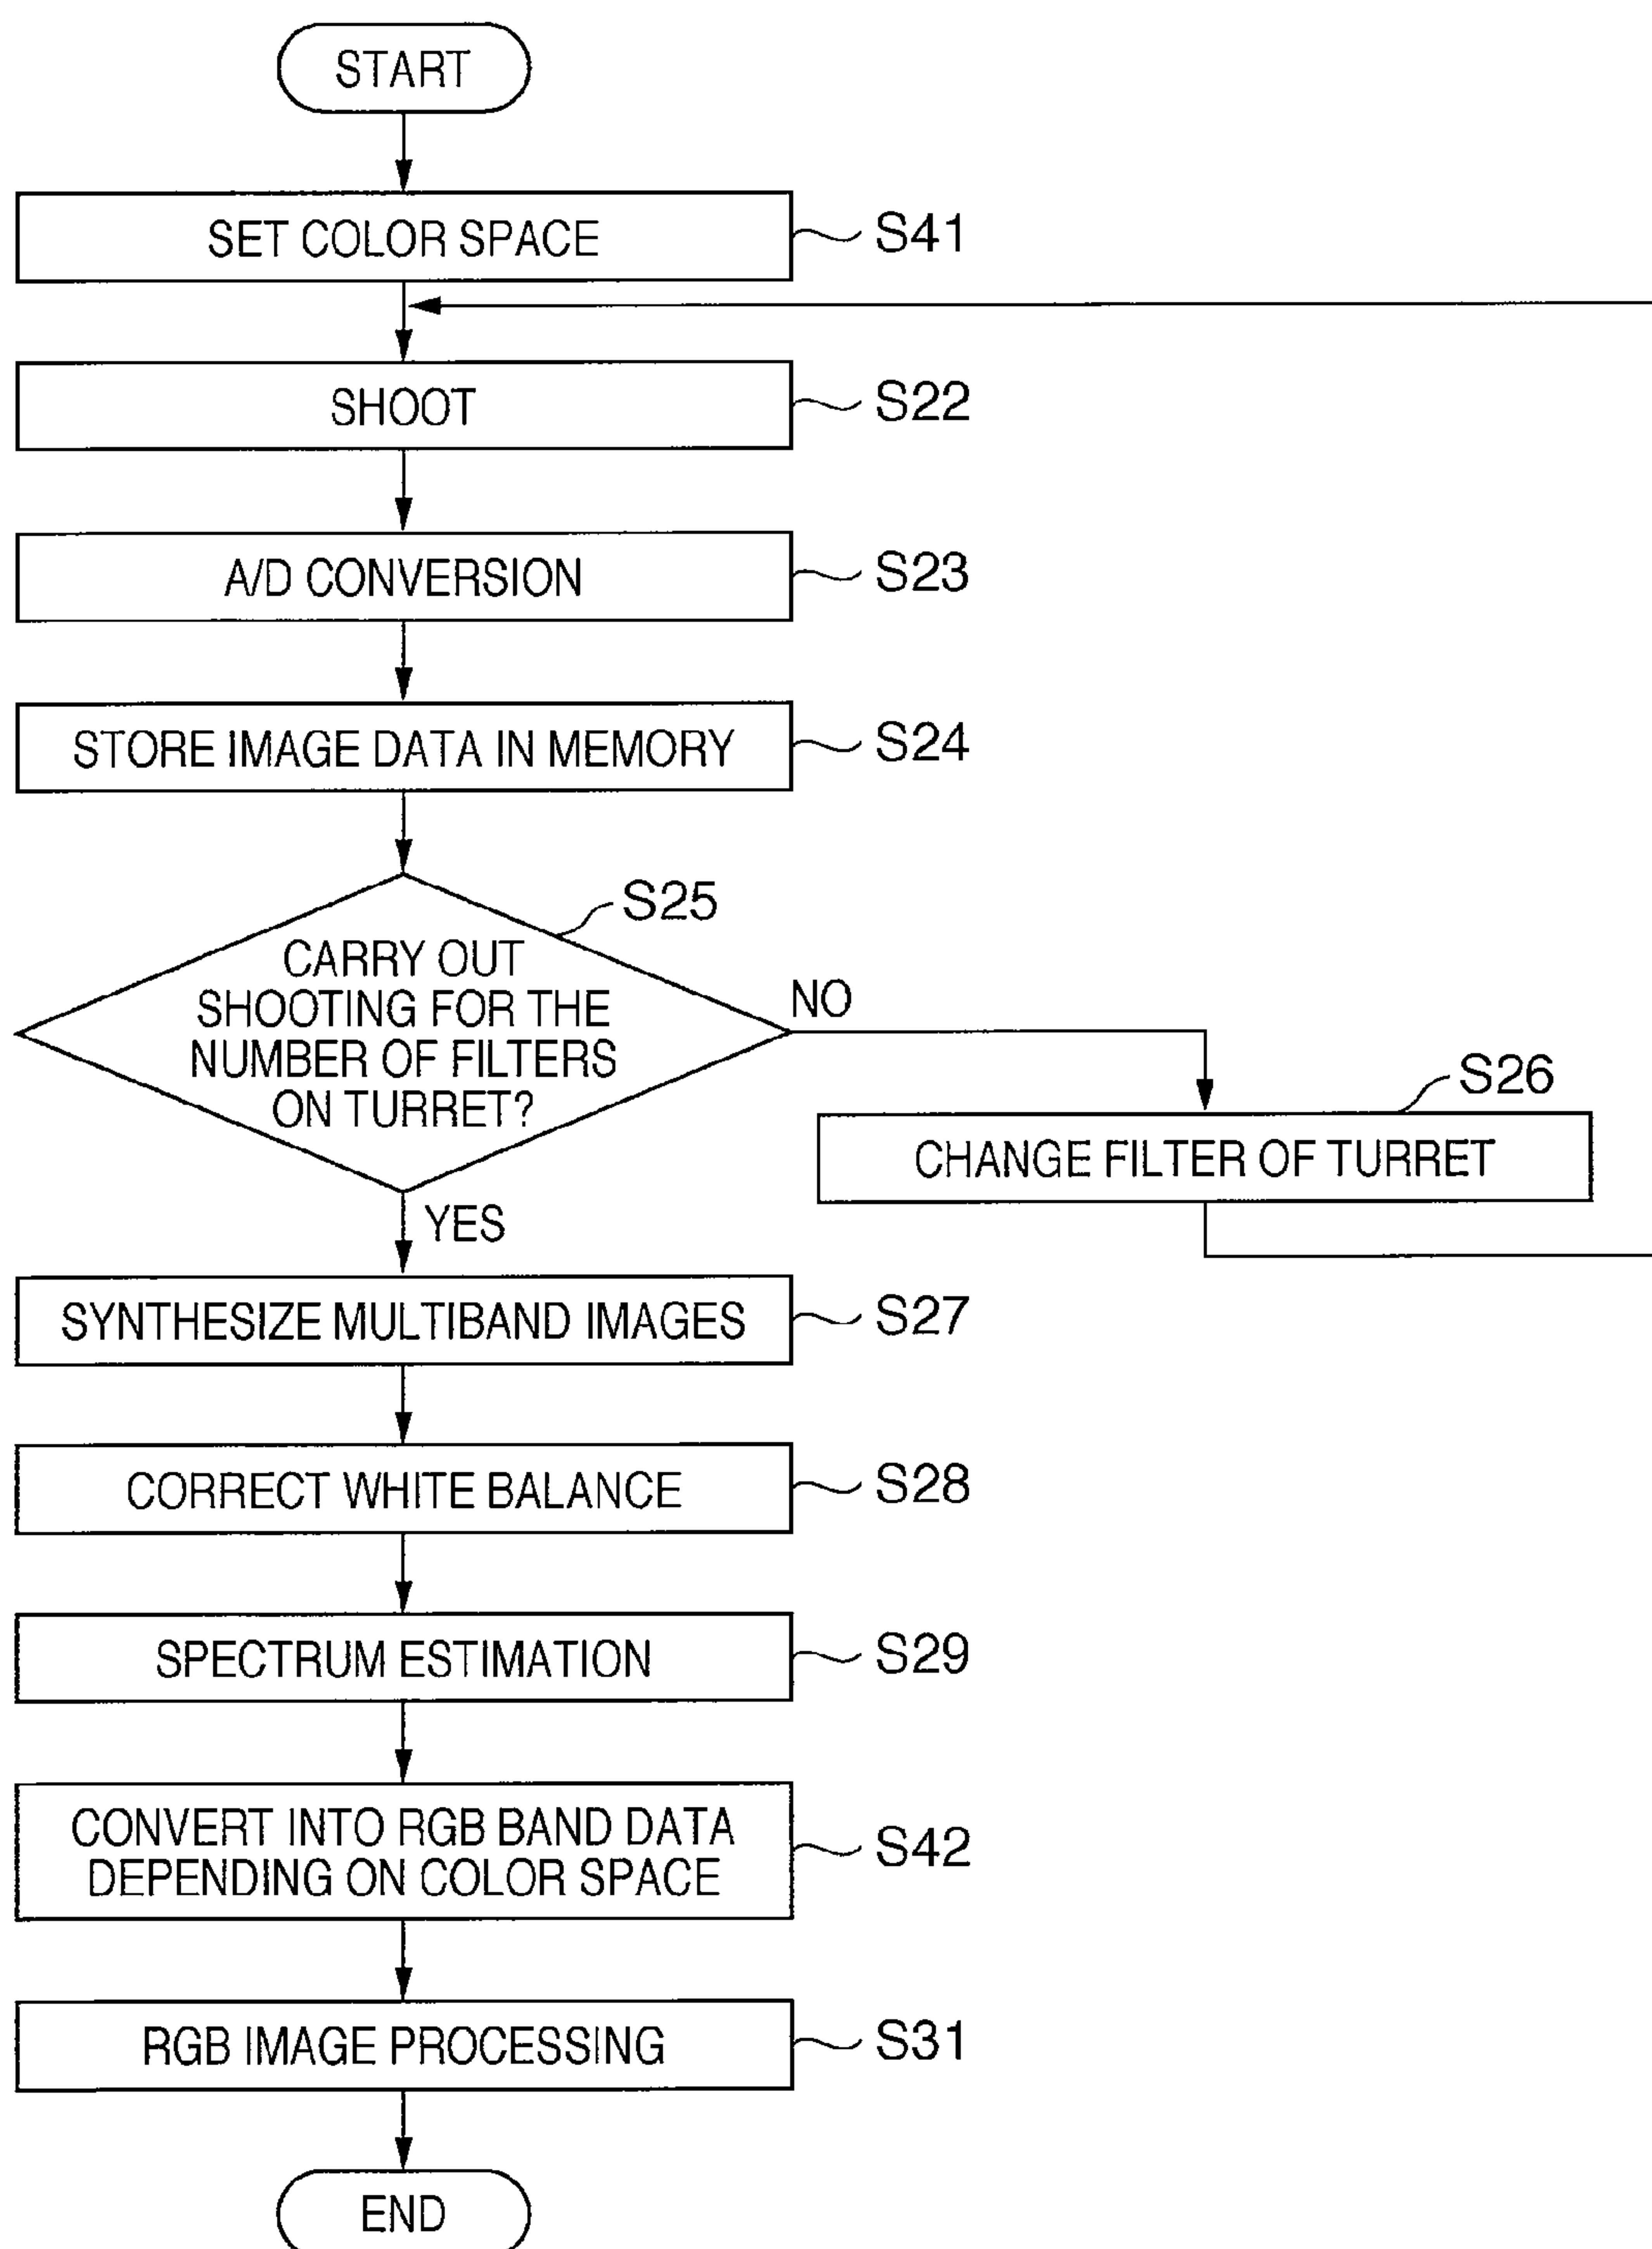 START
SET COLOR SPACE
S41
SHOOT
S22
A/D CONVERSION
S23
STORE IMAGE DATA IN MEMORY
S24
S25
CARRY OUT
SHOOTING FOR THE
NUMBER OF FILTERS
ON TURRET?
NO
S26
CHANGE FILTER OF TURRET
YES
SYNTHESIZE MULTIBAND IMAGES
S27
CORRECT WHITE BALANCE
S28
SPECTRUM ESTIMATION
S29
CONVERT INTO RGB BAND DATA
DEPENDING ON COLOR SPACE
S42
RGB IMAGE PROCESSING
S31
END